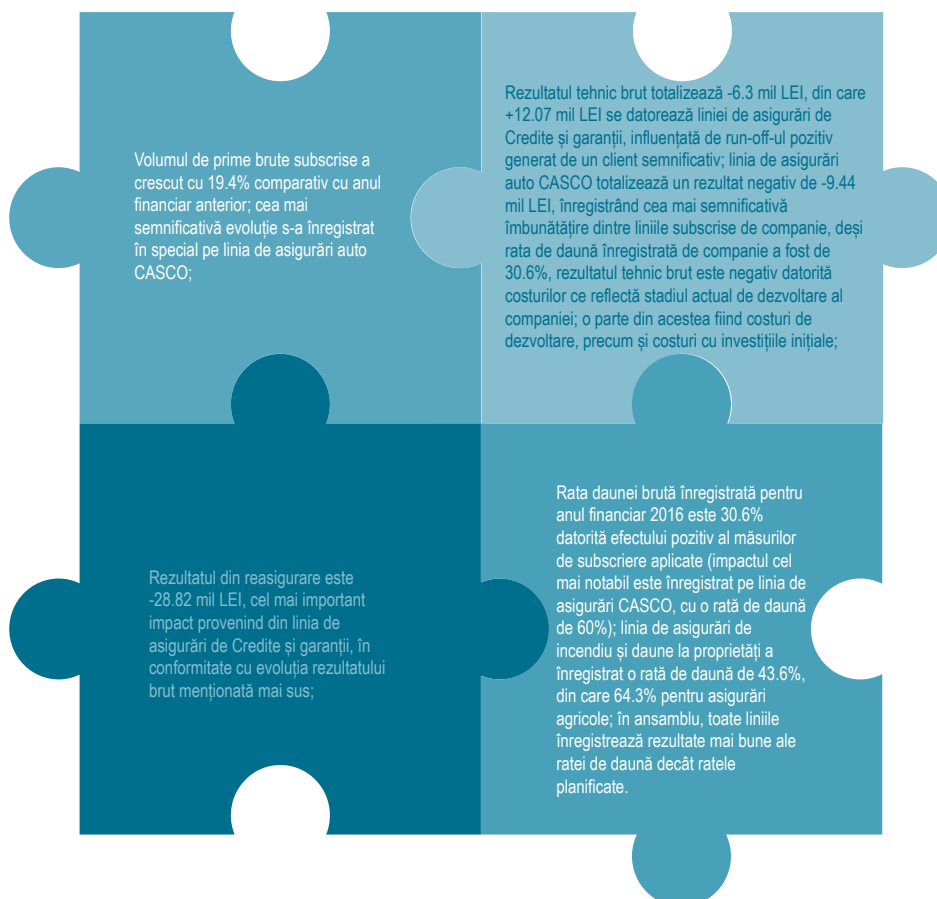 Volumul de prime brute subscrise a
crescut cu 19.4% comparativ cu anul
financiar anterior; cea mai
semnificativă evoluție s-a înregistrat
în special pe linia de asigurări auto
CASCO;
Rezultatul tehnic brut totalizează -6.3 mil LEI, din care
+12.07 mil LEI se datorează liniei de asigurări de
Credite și garanții, influențată de run-off-ul pozitiv
generat de un client semnificativ; linia de asigurări
auto CASCO totalizează un rezultat negativ de -9.44
mil LEI, înregistrând cea mai semnificativă
îmbunătățire dintre liniile subscrise de companie, deși
rata de daună înregistrată de companie a fost de
30.6%, rezultatul tehnic brut este negativ datorită
costurilor ce reflectă stadiul actual de dezvoltare al
companiei; o parte din acestea fiind costuri de
dezvoltare, precum și costuri cu investițiile inițiale;
Rezultatul din reasigurare este
-28.82 mil LEI, cel mai important
impact provenind din linia de
asigurări de Credite și garanții, în
conformitate cu evoluția rezultatului
brut menționată mai sus;
Rata daunei brută înregistrată pentru
anul financiar 2016 este 30.6%
datorită efectului pozitiv al măsurilor
de subscriere aplicate (impactul cel
mai notabil este înregistrat pe linia de
asigurări CASCO, cu o rată de daună
de 60%); linia de asigurări de
incendiu și daune la proprietăți a
înregistrat o rată de daună de 43.6%,
din care 64.3% pentru asigurări
agricole; în ansamblu, toate liniile
înregistrează rezultate mai bune ale
ratei de daună decât ratele
planificate.